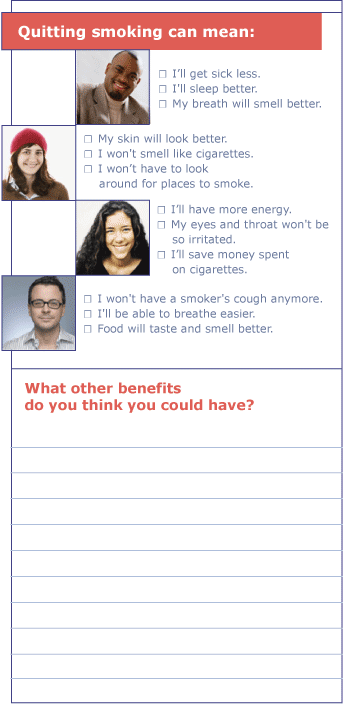 Quitting smoking can mean:
☐ I’ll get sick less.
☐ I'll sleep better.
☐ My breath will smell better.
☐ My skin will look better.
☐ I won't smell like cigarettes.
☐ I won’t have to look
around for places to smoke.
☐ I’ll have more energy.
☐ My eyes and throat won’t be
so irritated.
☐ I’ll save money spent
on cigarettes.
☐ I won't have a smoker's cough anymore.
☐ I'll be able to breathe easier.
☐ Food will taste and smell better.
What other benefits
do you think you could have?